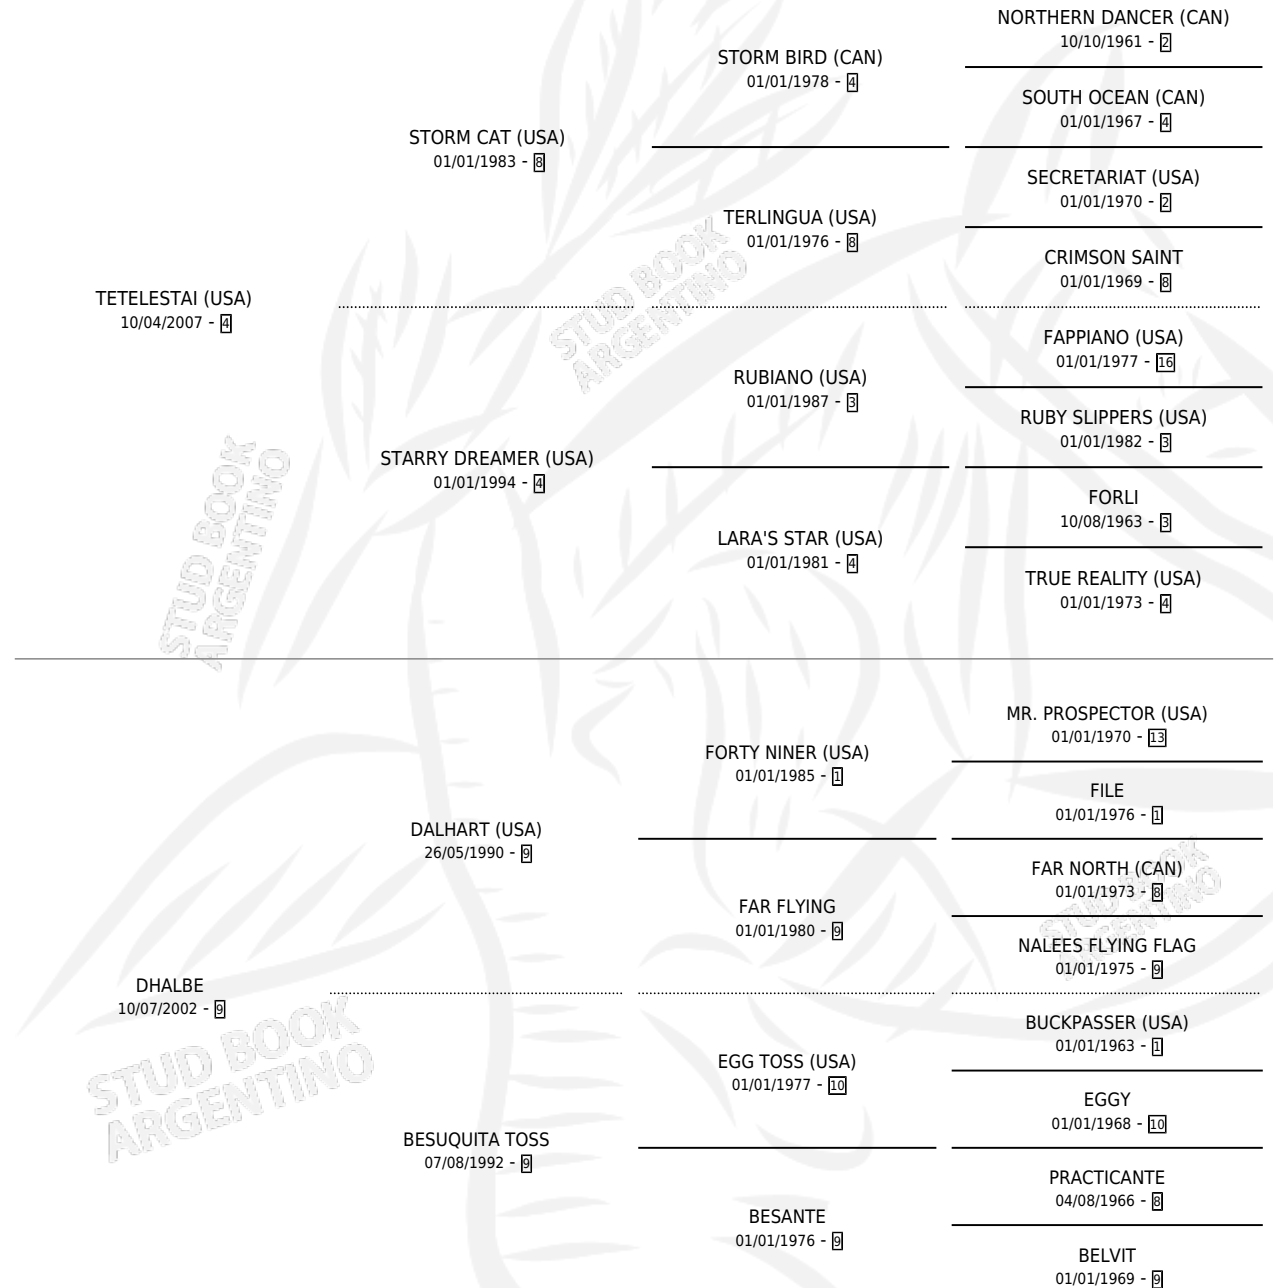 NORTHERN DANCER (CAN)
10/10/1961 - 2
STORM BIRD (CAN)
01/01/1978 - 4
SOUTH OCEAN (CAN)
01/01/1967 - 4
STORM CAT (USA)
01/01/1983 - 8
SECRETARIAT (USA)
01/01/1970 - 2
TERLINGUA (USA)
01/01/1976 - 8
CRIMSON SAINT
01/01/1969 - 8
TETELESTAI (USA)
10/04/2007 - 4
STUD BOOK
ARGENTINO
FAPPIANO (USA)
01/01/1977 - 16
RUBIANO (USA)
01/01/1987 - 3
RUBY SLIPPERS (USA)
01/01/1982 - 3
STARRY DREAMER (USA)
01/01/1994 - 4
FORLI
10/08/1963 - 3
LARA'S STAR (USA)
01/01/1981 - 4
TRUE REALITY (USA)
01/01/1973 - 4
STUD BOOK
ARGENTINO
MR. PROSPECTOR (USA)
01/01/1970 - 13
FORTY NINER (USA)
01/01/1985 - 1
FILE
01/01/1976 - 1
DALHART (USA)
26/05/1990 - 9
FAR NORTH (CAN)
01/01/1973 - 8
FAR FLYING
01/01/1980 - 9
NALEES FLYING FLAG
01/01/1975 - 9
STUD BOOK
ARGENTINO
DHALBE
10/07/2002 - 9
STUD BOOK
ARGENTINO
BUCKPASSER (USA)
01/01/1963 - 1
EGG TOSS (USA)
01/01/1977 - 10
EGGY
01/01/1968 - 10
BESUQUITA TOSS
07/08/1992 - 9
PRACTICANTE
04/08/1966 - 8
BESANTE
01/01/1976 - 9
BELVIT
01/01/1969 - 9